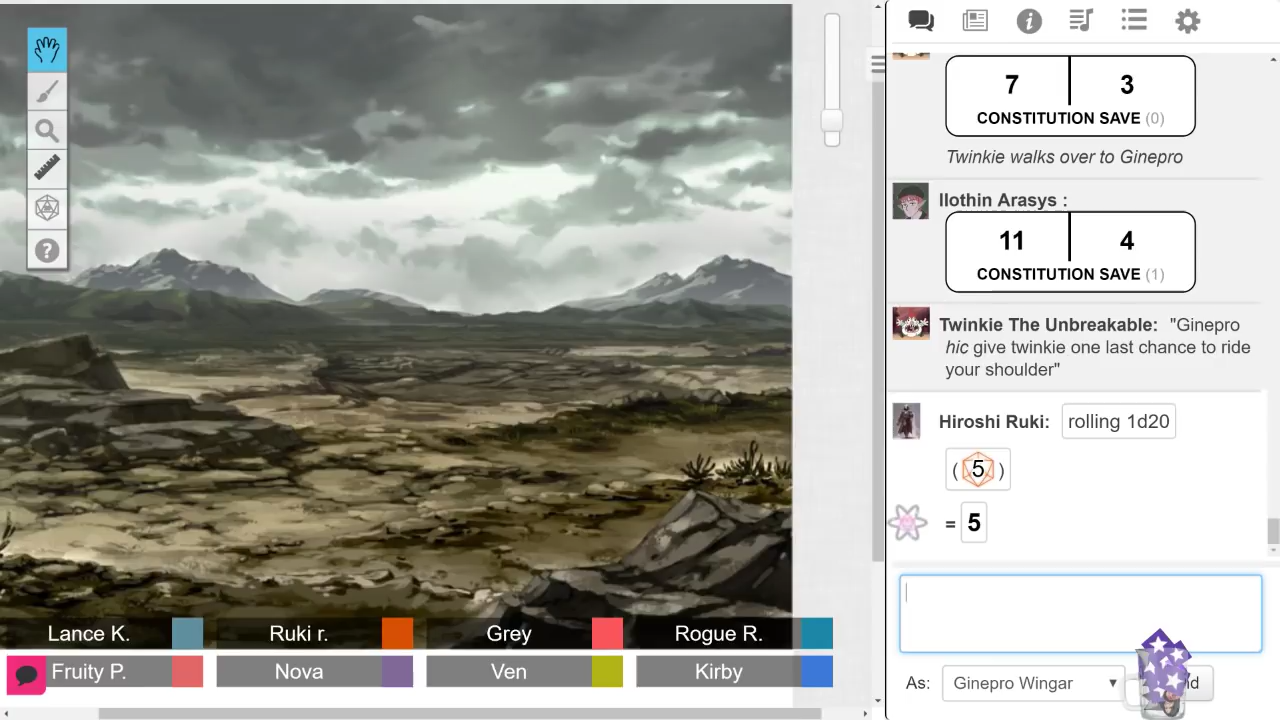 7 3
CONSTITUTION SAVE (0)
Twinkie walks over to Ginepro
Ilothin Arasys :
11 4
CONSTITUTION SAVE (1)
Twinkie The Unbreakable: "Ginepro
hic give twinkie one last chance to ride
your shoulder"
Hiroshi Ruki: rolling 1d20
(5)
= 5
As: Ginepro Wingar
Lance K. Ruki r. Grey Rogue R.
Fruity P. Nova Ven Kirby